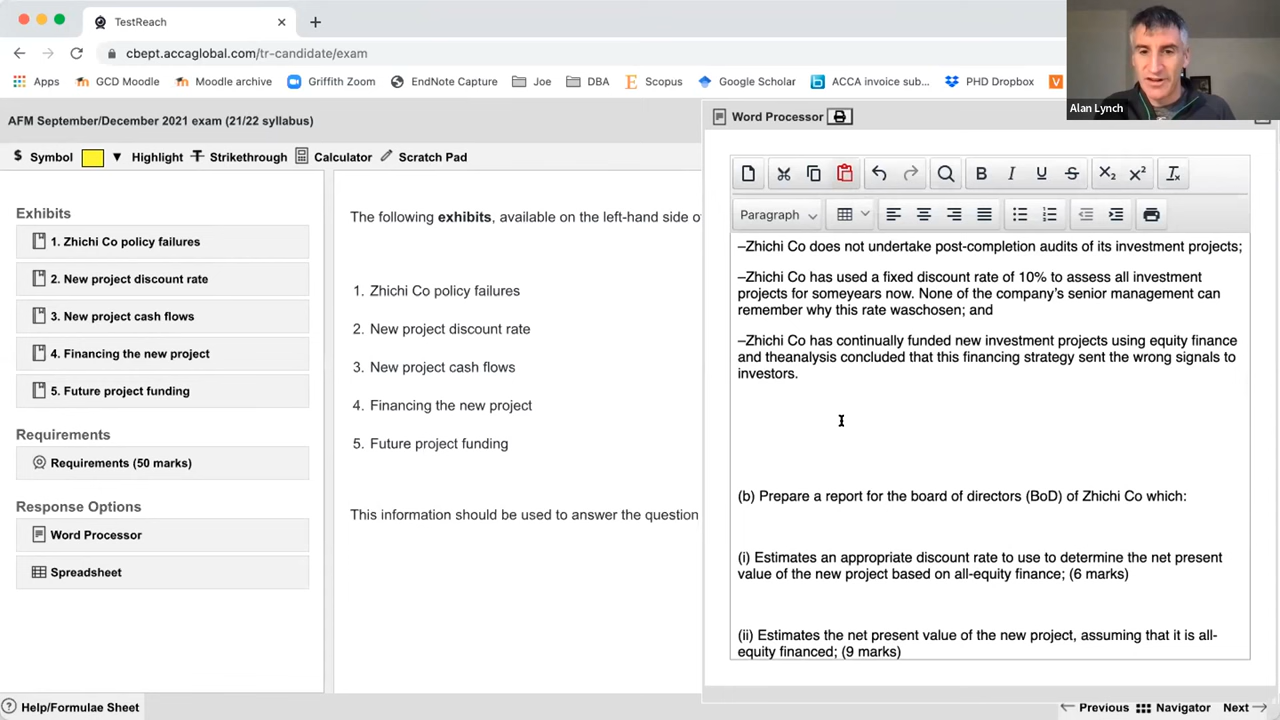 TestReach
cbept.accaglobal.com/tr-candidate/exam
Apps GCD Moodle Moodle archive Griffith Zoom EndNote Capture Joe DBA Scopus Google Scholar ACCA invoice sub... PHD Dropbox V
Alan Lynch
AFM September/December 2021 exam (21/22 syllabus)
$ Symbol Highlight T Strikethrough Calculator Scratch Pad
Exhibits
1. Zhichi Co policy failures
2. New project discount rate
3. New project cash flows
4. Financing the new project
5. Future project funding
Requirements
Requirements (50 marks)
Response Options
Word Processor
Spreadsheet
The following exhibits, available on the left-hand side o
1. Zhichi Co policy failures
2. New project discount rate
3. New project cash flows
4. Financing the new project
5. Future project funding
This information should be used to answer the question
Word Processor
B I U S X₂ X² Tx
Paragraph
–Zhichi Co does not undertake post-completion audits of its investment projects;
–Zhichi Co has used a fixed discount rate of 10% to assess all investment
projects for someyears now. None of the company's senior management can
remember why this rate waschosen; and
–Zhichi Co has continually funded new investment projects using equity finance
and theanalysis concluded that this financing strategy sent the wrong signals to
investors.
(b) Prepare a report for the board of directors (BoD) of Zhichi Co which:
(i) Estimates an appropriate discount rate to use to determine the net present
value of the new project based on all-equity finance; (6 marks)
(ii) Estimates the net present value of the new project, assuming that it is all-
equity financed; (9 marks)
Help/Formulae Sheet
Previous Navigator Next